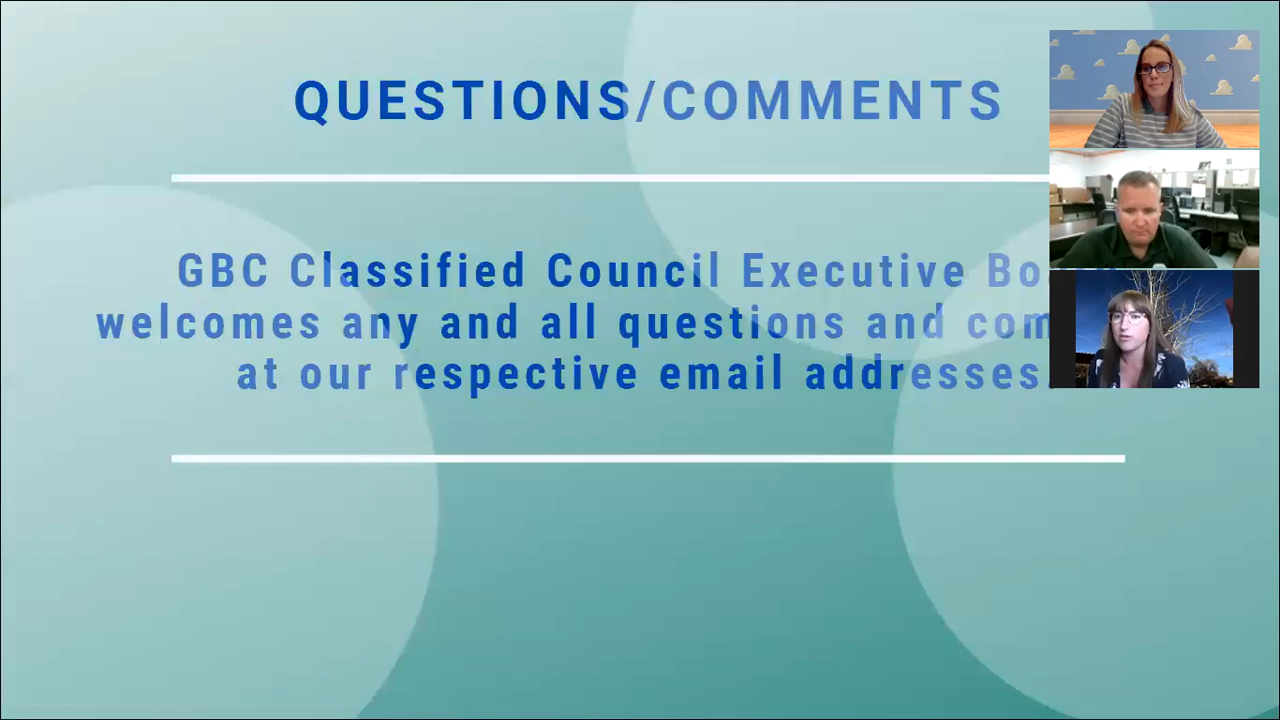 QUESTIONS/COMMENTS
GBC Classified Council Executive
welcomes any and all questions and
at our respective email addresses.